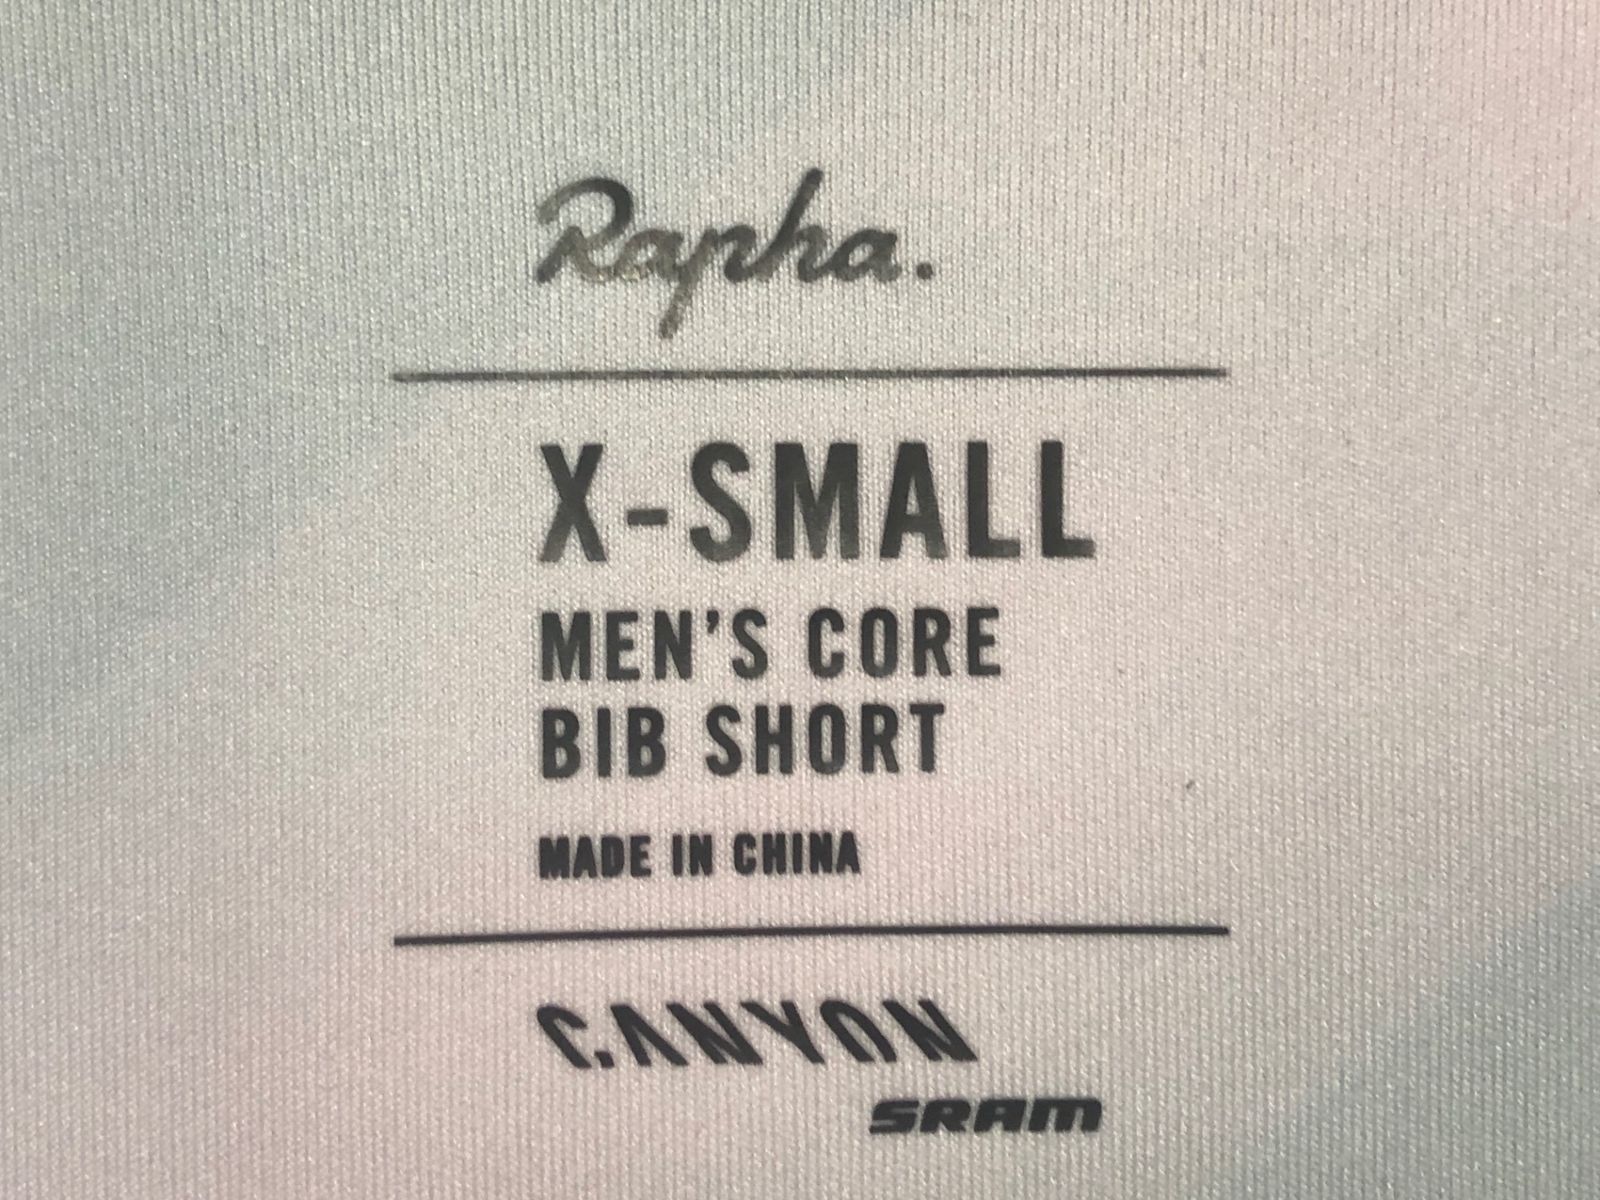 Rapha.
X-SMALL
MEN'S CORE
BIB SHORT
MADE IN CHINA
CANYON
SRAM